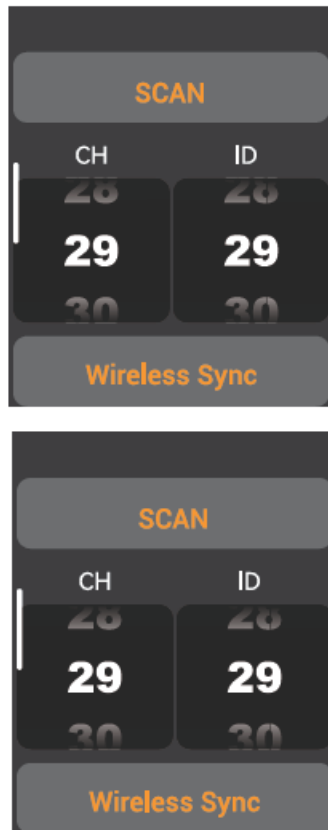 SCAN
CH ID
28 28
29 29
30 30
Wireless Sync
SCAN
CH ID
28 28
29 29
30 30
Wireless Sync